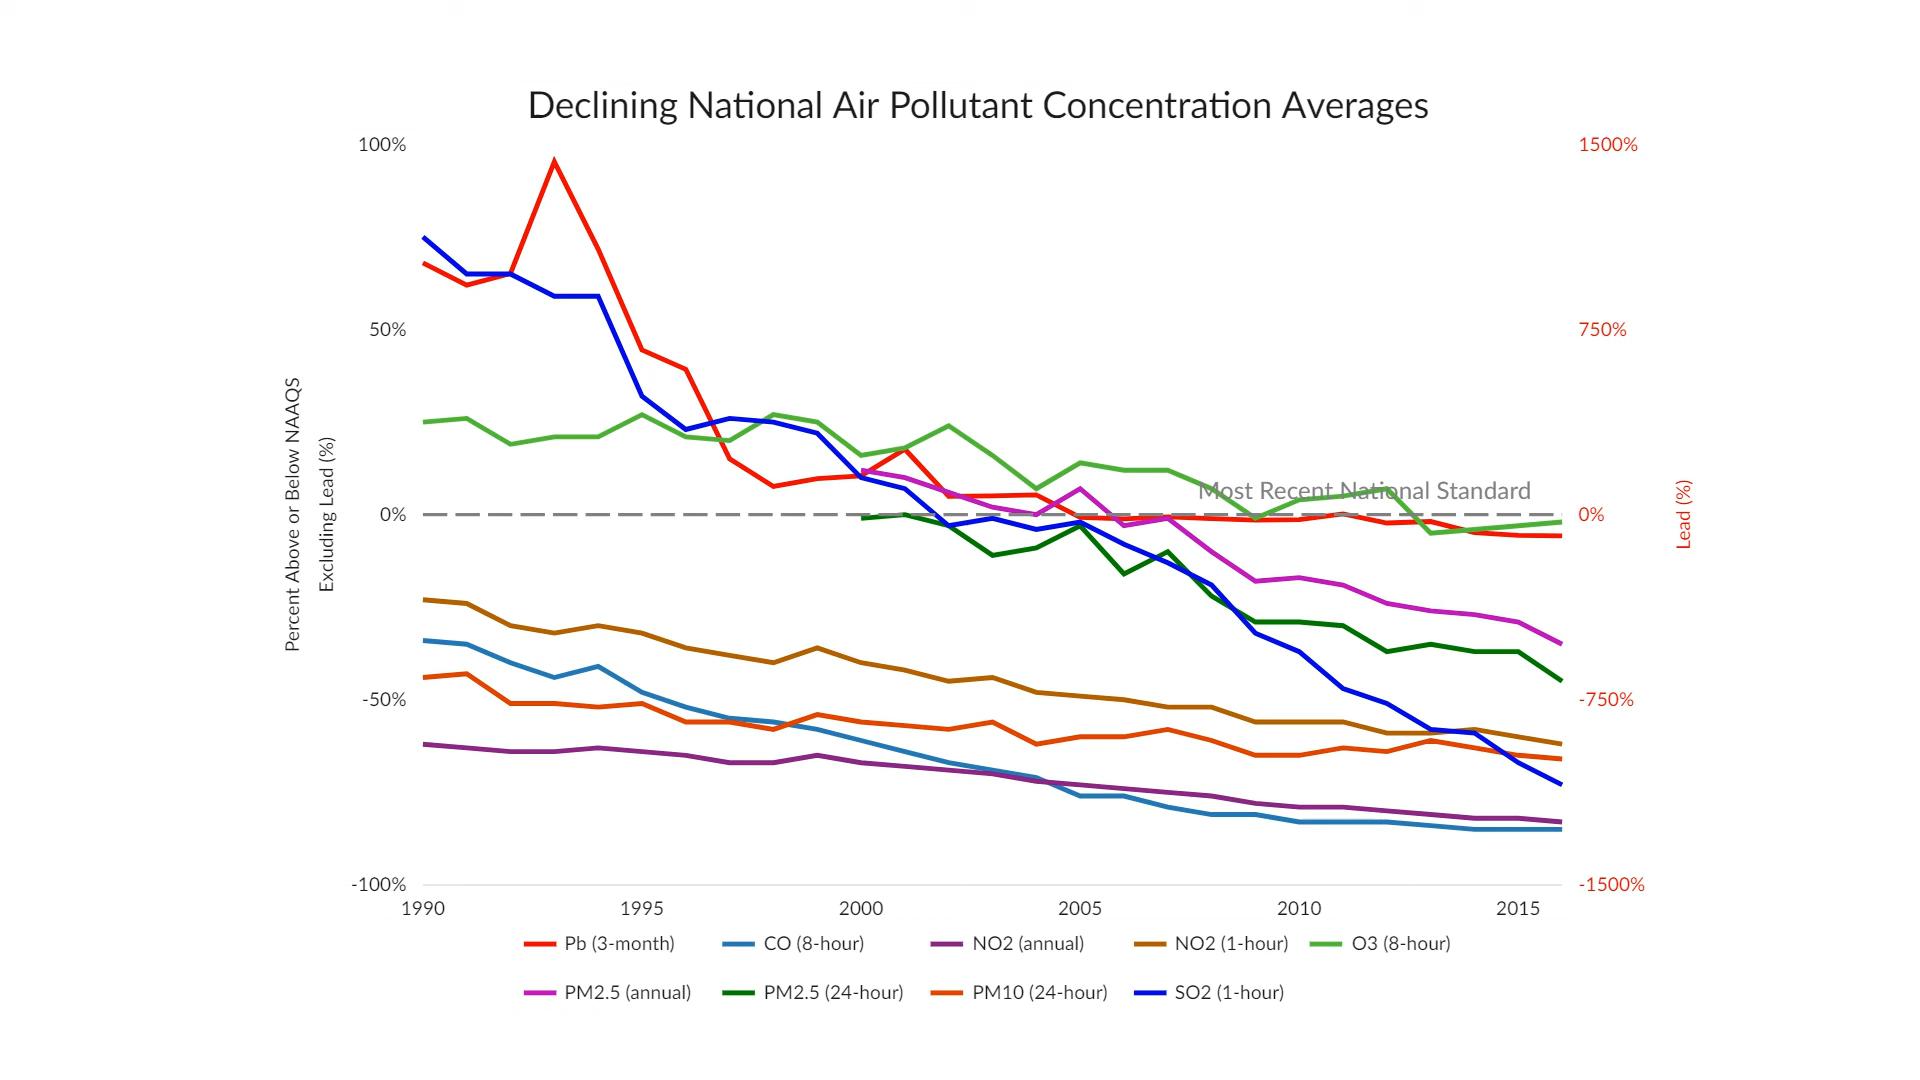 Declining National Air Pollutant Concentration Averages
100%
1500%
50%
750%
Percent Above or Below NAAQS
Excluding Lead (%)
Most Recent National Standard
0%
0%
Lead (%)
-50%
-750%
-100%
-1500%
1990 1995 2000 2005 2010 2015
Pb (3-month) CO (8-hour) NO2 (annual) NO2 (1-hour) O3 (8-hour)
PM2.5 (annual) PM2.5 (24-hour) PM10 (24-hour) SO2 (1-hour)